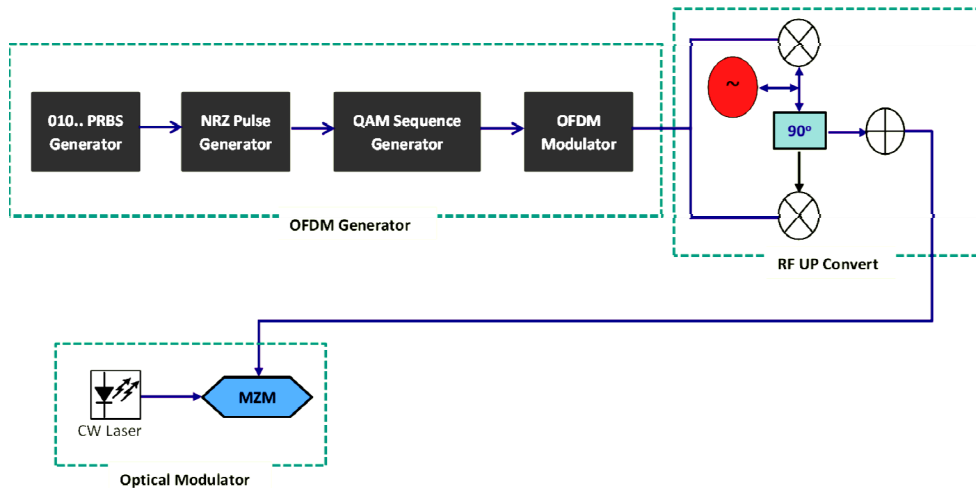 010.. PRBS
Generator
NRZ Pulse
Generator
QAM Sequence
Generator
OFDM
Modulator
OFDM Generator
~
90º
RF UP Convert
MZM
CW Laser
Optical Modulator